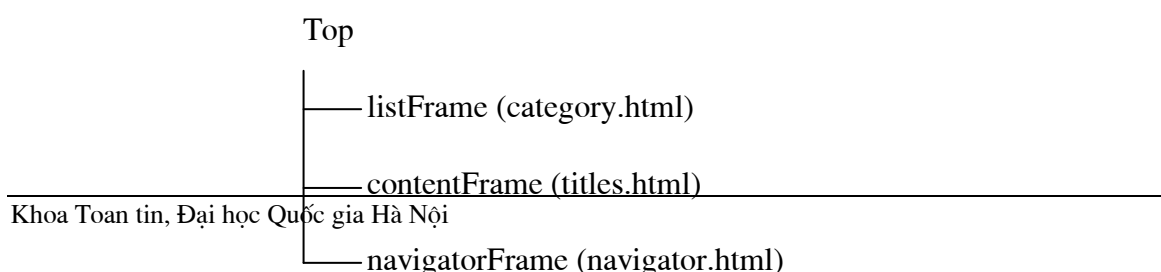 Top
listFrame (category.html)
contentFrame (titles.html)
Khoa Toan tin, Đại học Quốc gia Hà Nội
navigatorFrame (navigator.html)